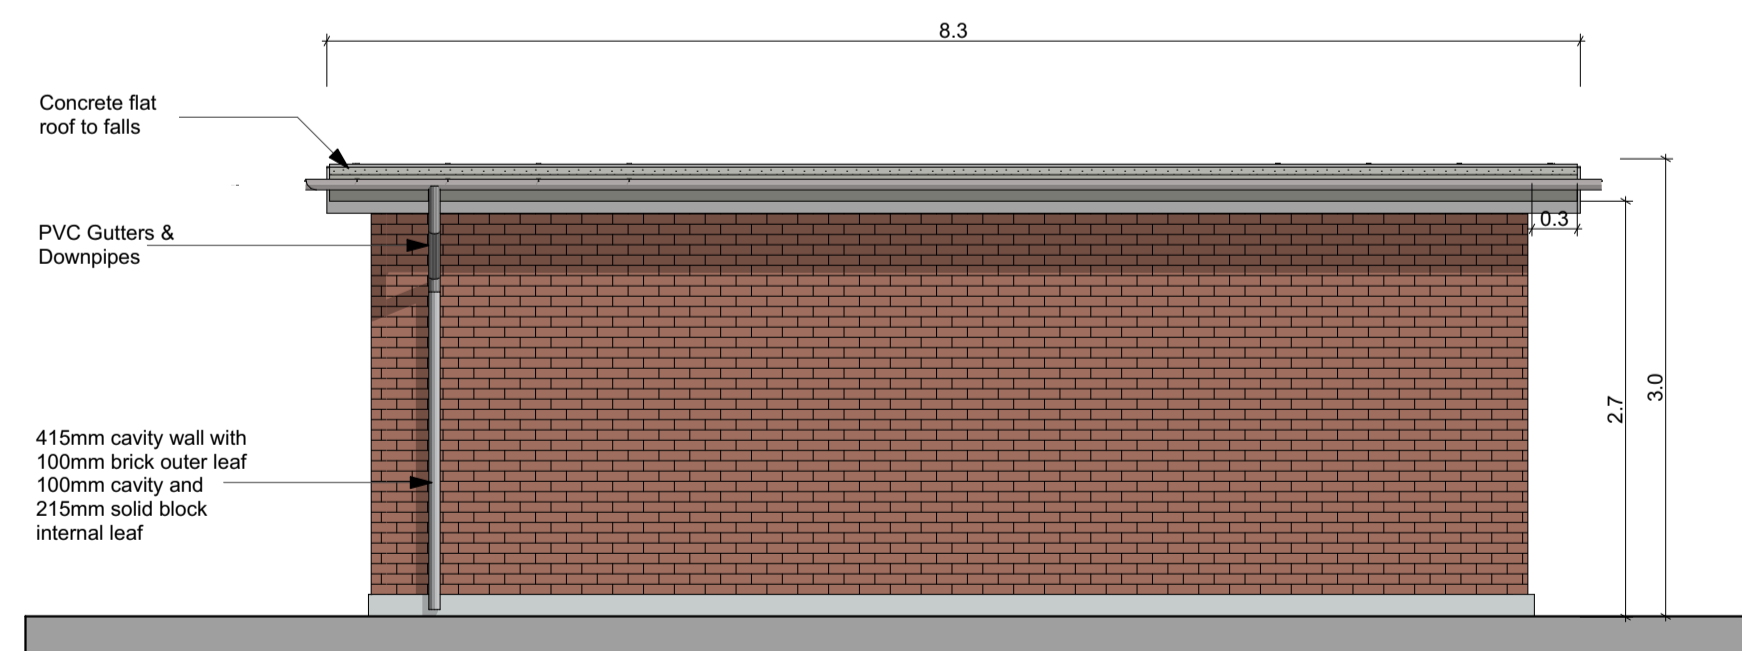 8.3
Concrete flat
roof to falls
PVC Gutters &
Downpipes
0.3
2.7
3.0
415mm cavity wall with
100mm brick outer leaf
100mm cavity and
215mm solid block
internal leaf